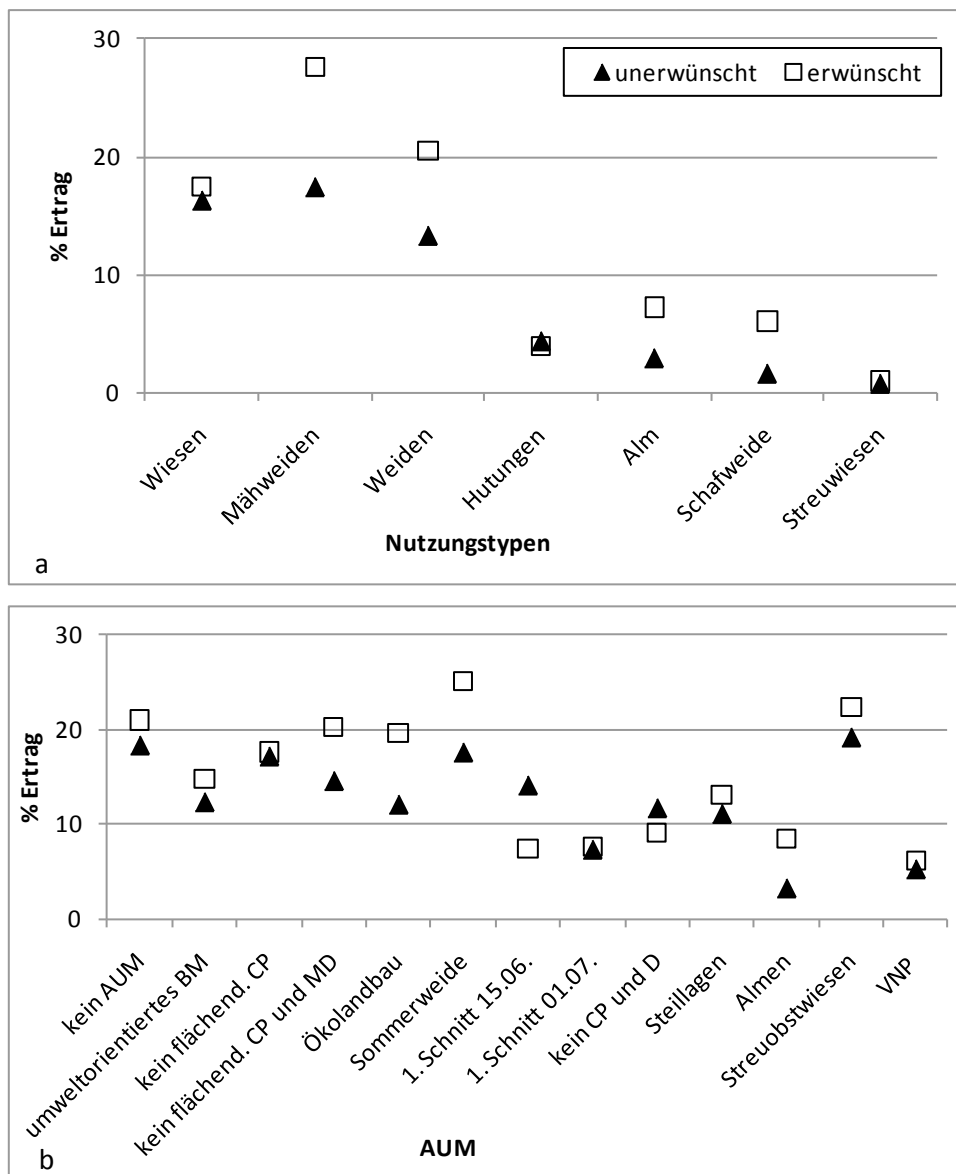 30
unerwünscht erwünscht
20
% Ertrag
10
0
Wiesen
Mähweiden
Weiden
Hutungen
Alm
Schafweide
Streuwiesen
Nutzungstypen
a
30
20
% Ertrag
10
0
kein AUM
umweltorientiertes BM
kein flächend. CP
kein flächend. CP und MD
Ökolandbau
Sommerweide
1. Schnitt 15.06.
1. Schnitt 01.07.
kein CP und D
Steillagen
Almen
Streuobstwiesen
VNP
AUM
b